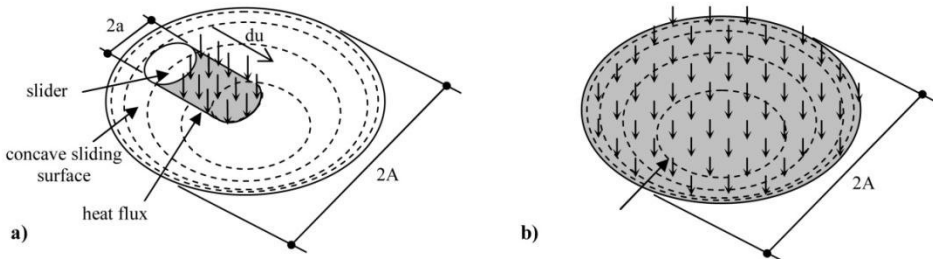 2a
du
slider
concave sliding
surface
heat flux
2A
a)
2A
b)